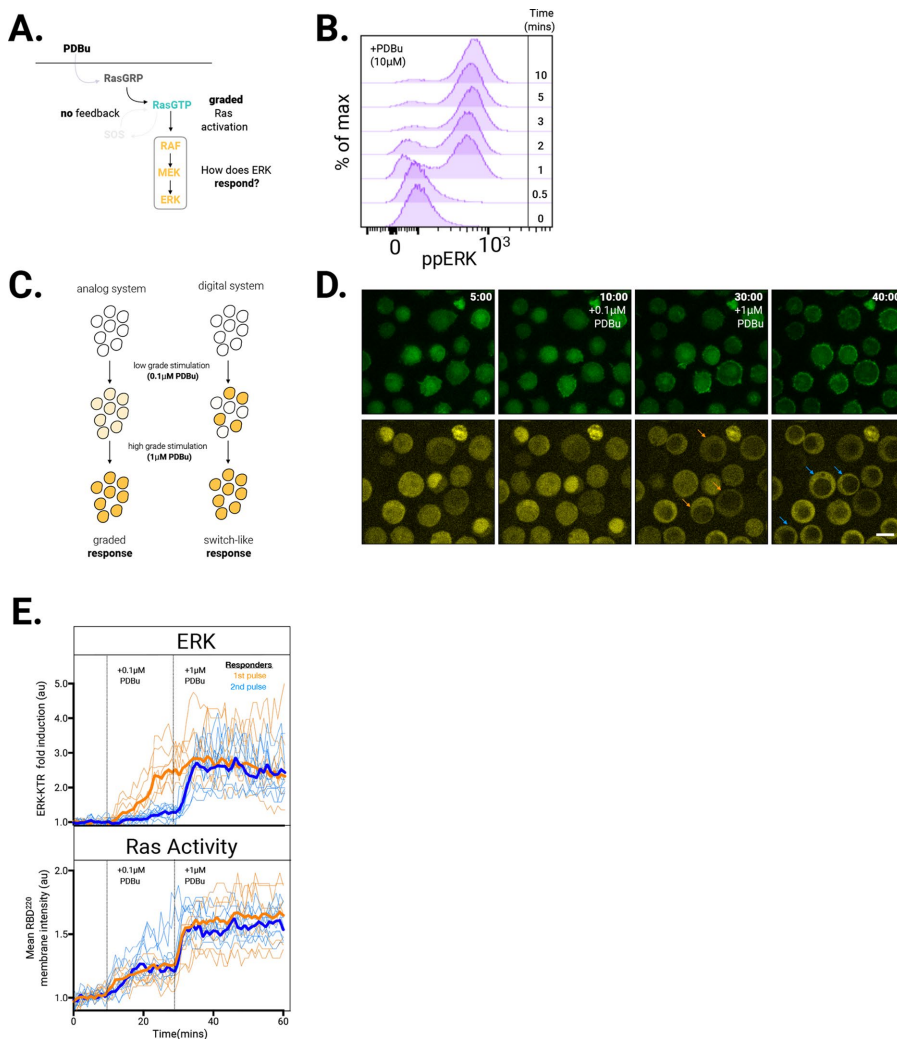 A.
PDBu
RasGRP
RasGTP
graded
Ras
activation
no feedback
SOS
RAF
MEK
ERK
How does ERK
respond?
B.
Time
(mins)
+PDBu
(10μM)
10
5
3
2
1
0.5
0
% of max
0
10³
ppERK
C.
analog system
digital system
low grade stimulation
(0.1μM PDBu)
high grade stimulation
(1μM PDBu)
graded
response
switch-like
response
D.
5:00
10:00
+0.1μM
PDBu
30:00
+1μM
PDBu
40:00
E.
ERK
+0.1μM
PDBu
+1μM
PDBu
Responders
1st pulse
2nd pulse
5.0
4.0
3.0
2.0
1.0
ERK-KTR fold induction (au)
Ras Activity
+0.1μM
PDBu
+1μM
PDBu
2.0
1.5
1.0
Mean RBD²²⁰
membrane intensity (au)
0
20
40
60
Time(mins)